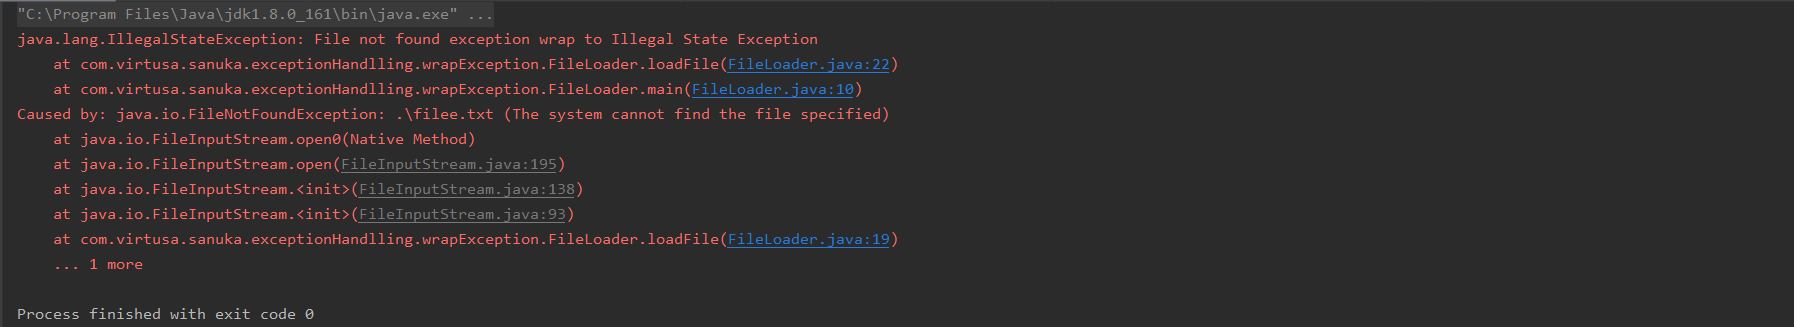 "C:\Program Files\Java\jdk1.8.0_161\bin\java.exe" ...
java.lang.IllegalStateException: File not found exception wrap to Illegal State Exception
    at com.virtusa.sanuka.exceptionHandlling.wrapException.FileLoader.loadFile(FileLoader.java:22)
    at com.virtusa.sanuka.exceptionHandlling.wrapException.FileLoader.main(FileLoader.java:10)
Caused by: java.io.FileNotFoundException: .\filee.txt (The system cannot find the file specified)
    at java.io.FileInputStream.open0(Native Method)
    at java.io.FileInputStream.open(FileInputStream.java:195)
    at java.io.FileInputStream.<init>(FileInputStream.java:138)
    at java.io.FileInputStream.<init>(FileInputStream.java:93)
    at com.virtusa.sanuka.exceptionHandlling.wrapException.FileLoader.loadFile(FileLoader.java:19)
    ... 1 more
Process finished with exit code 0